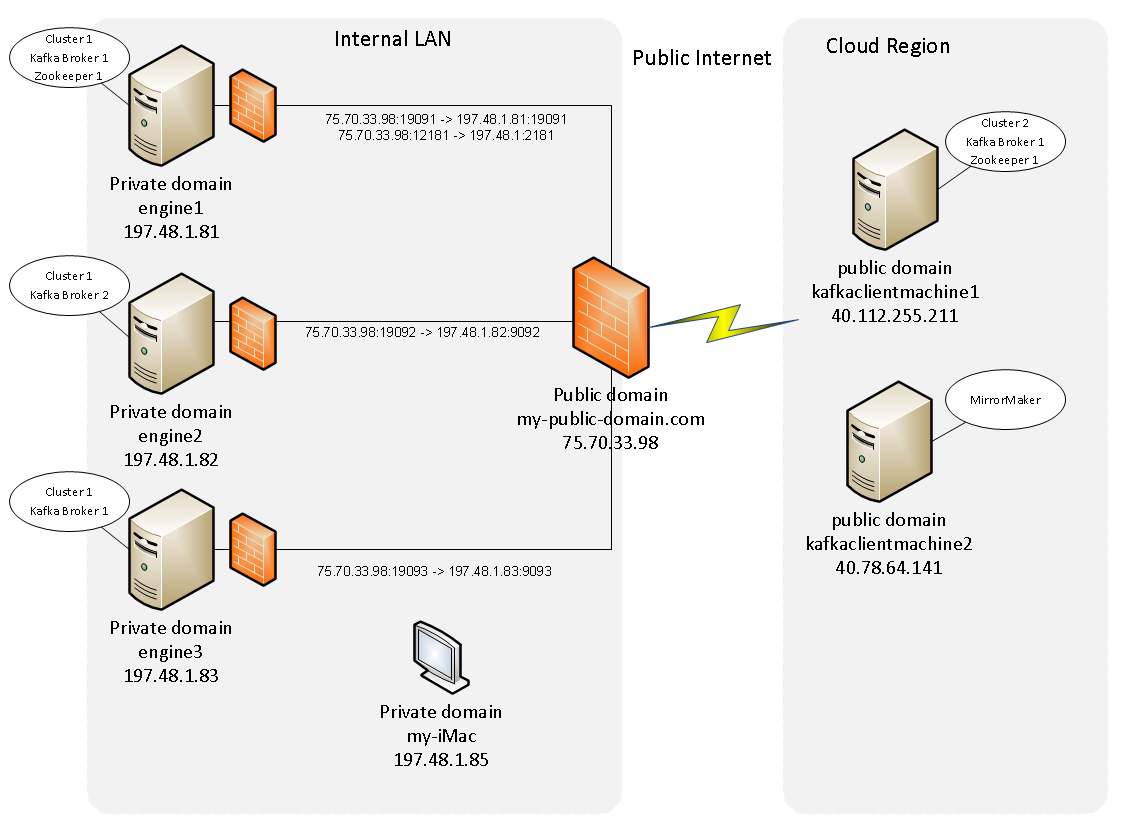 Internal LAN
Public Internet
Cloud Region
Cluster 1
Kafka Broker 1
Zookeeper 1
75.70.33.98:19091 -> 197.48.1.81:19091
75.70.33.98:12181 -> 197.48.1:2181
Private domain
engine1
197.48.1.81
Cluster 2
Kafka Broker 1
Zookeeper 1
public domain
kafkaclientmachine1
40.112.255.211
Cluster 1
Kafka Broker 2
75.70.33.98:19092 -> 197.48.1.82:9092
Private domain
engine2
197.48.1.82
Public domain
my-public-domain.com
75.70.33.98
MirrorMaker
public domain
kafkaclientmachine2
40.78.64.141
Cluster 1
Kafka Broker 1
75.70.33.98:19093 -> 197.48.1.83:9093
Private domain
engine3
197.48.1.83
Private domain
my-iMac
197.48.1.85